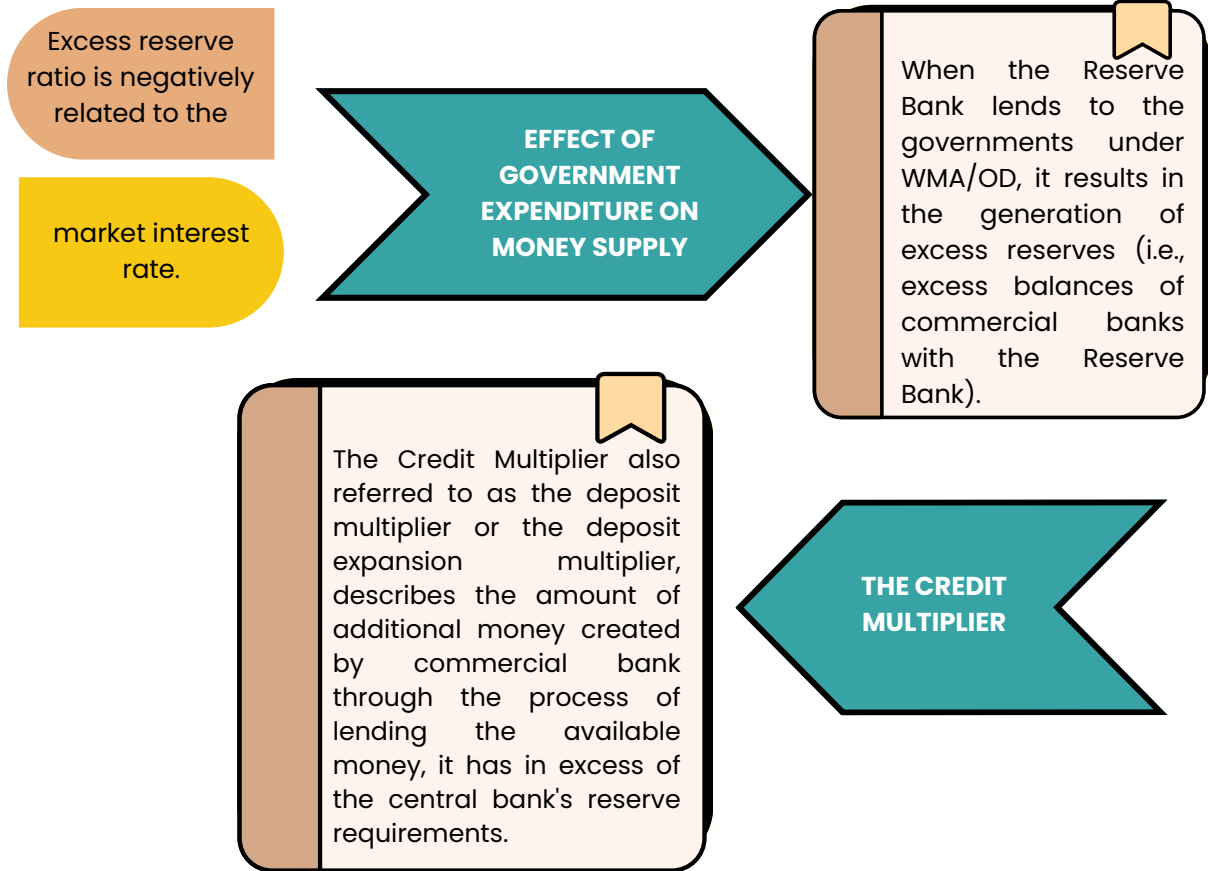 Excess reserve
ratio is negatively
related to the
market interest
rate.
EFFECT OF
GOVERNMENT
EXPENDITURE ON
MONEY SUPPLY
When the Reserve
Bank lends to the
governments under
WMA/OD, it results in
the generation of
excess reserves (i.e.,
excess balances of
commercial banks
with the Reserve
Bank).
The Credit Multiplier also
referred to as the deposit
multiplier or the deposit
expansion multiplier,
describes the amount of
additional money created
by commercial bank
through the process of
lending the available
money, it has in excess of
the central bank's reserve
requirements.
THE CREDIT
MULTIPLIER